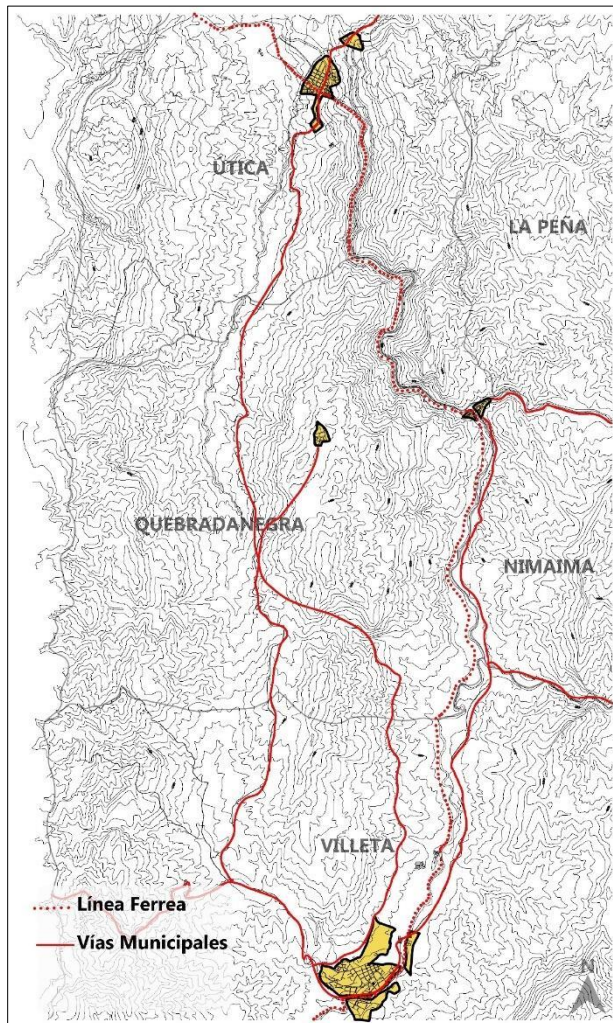 ÚTICA
LA PEÑA
QUEBRADANEGRA
NIMAIMA
VILLETA
Línea Ferrea
Vías Municipales
N